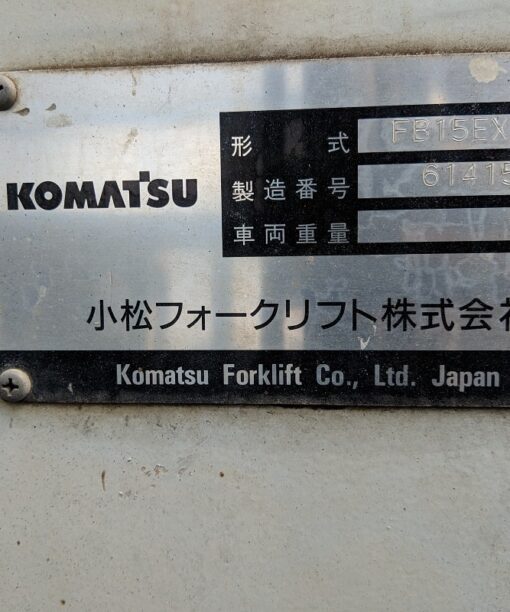 KOMATSU
形 式 FB15EX
製造番号 61415
車両重量
小松フォークリフト株式会社
Komatsu Forklift Co., Ltd. Japan